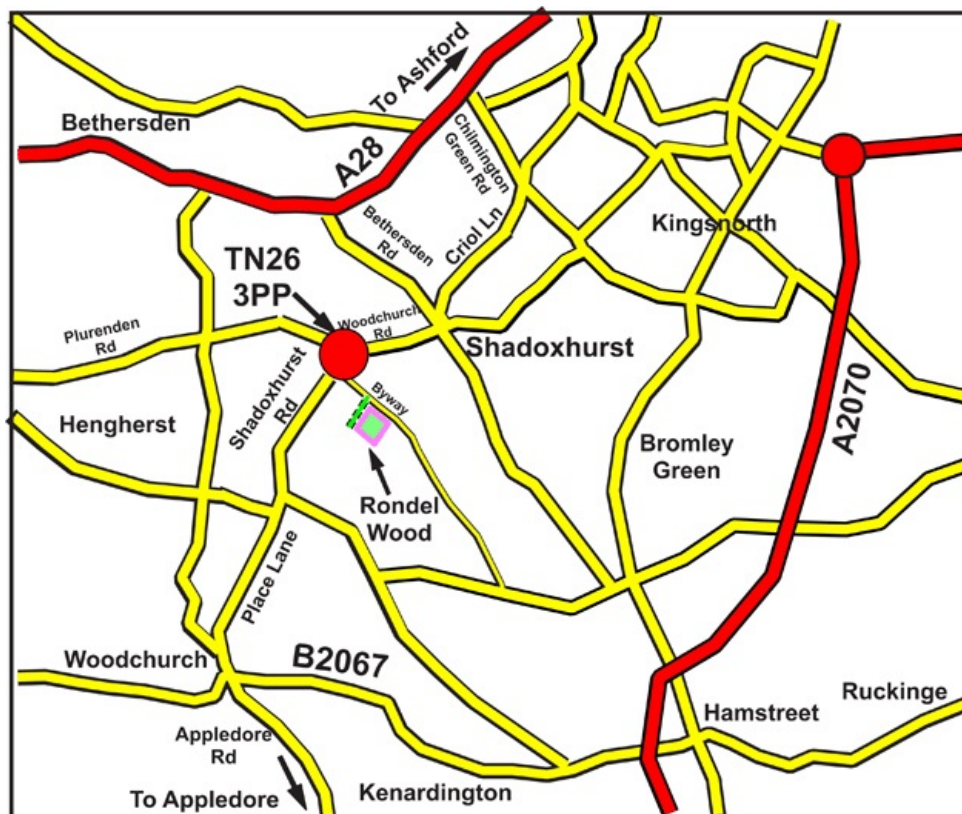 To Ashford
Bethersden
A28
Chilmington
Green Rd
Bethersden
Rd
Criol Ln
Kingsnorth
TN26
3PP
Plurenden
Rd
Woodchurch
Rd
Shadoxhurst
Shadoxhurst
Rd
Byway
A2070
Hengherst
Bromley
Green
Rondel
Wood
Place Lane
Woodchurch
B2067
Ruckinge
Hamstreet
Appledore
Rd
To Appledore
Kenardington